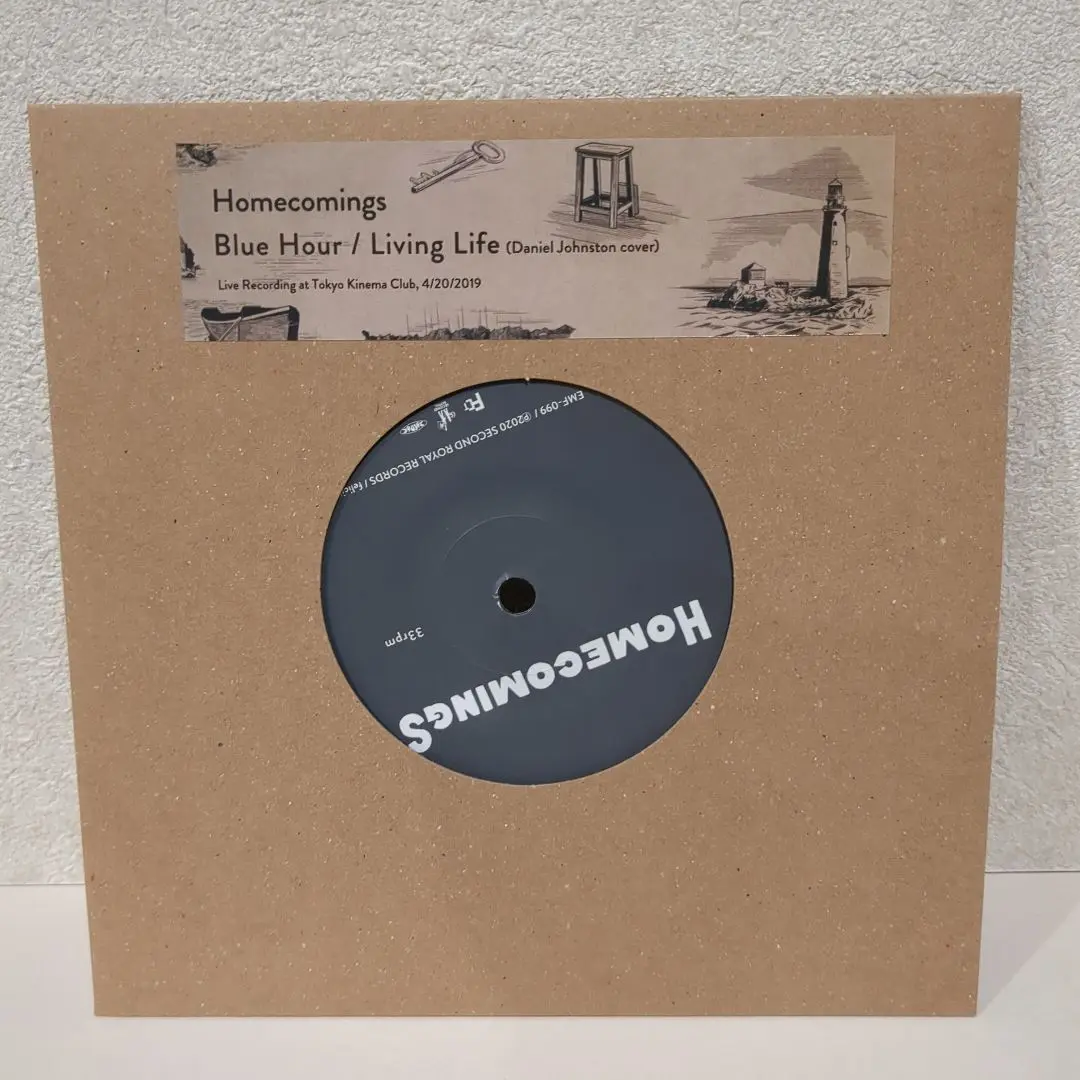 Homecomings
Blue Hour / Living Life (Daniel Johnston cover)
Live Recording at Tokyo Kinema Club, 4/20/2019
EMF-099 / ℗2020 SECOND ROYAL RECORDS /
33rpm
HOMECOMINGS